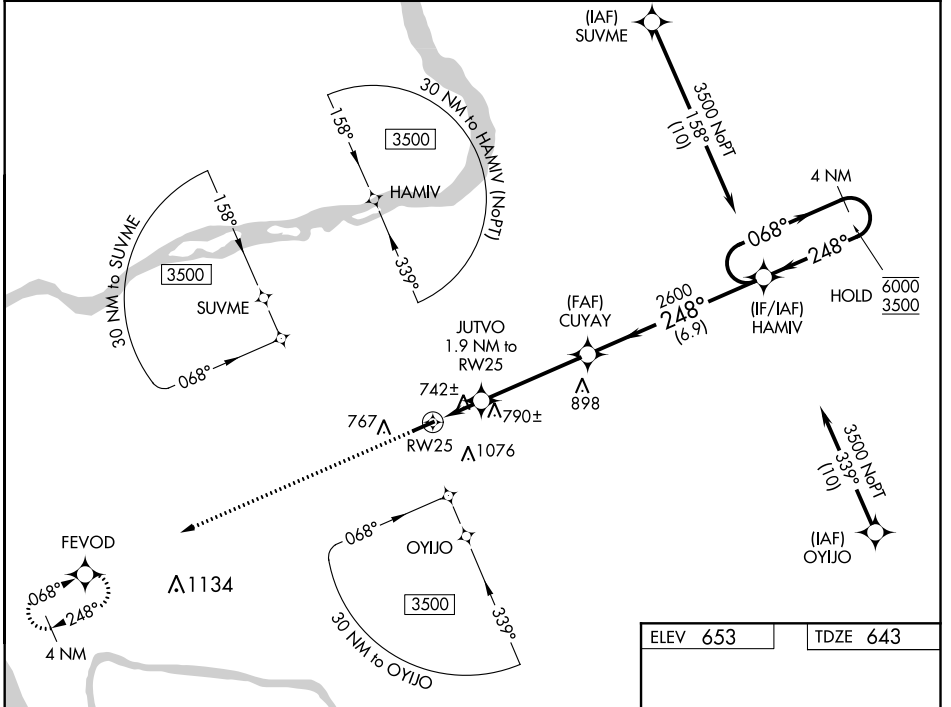 (IAF)
SUVME
3500 NoPT
158°
(10)
30 NM to HAMIV (NoPT)
158°
3500
HAMIV
339°
4 NM
068°
248°
HOLD
6000
3500
(IF/IAF)
HAMIV
30 NM to SUVME
158°
3500
SUVME
068°
2600
248°
(6.9)
(FAF)
CUYAY
JUTVO
1.9 NM to
RW25
742±
790±
898
767
RW25
1076
3500 NoPT
339°
(10)
(IAF)
OYIJO
068°
OYIJO
3500
339°
30 NM to OYIJO
FEVOD
068°
248°
4 NM
1134
ELEV 653
TDZE 643